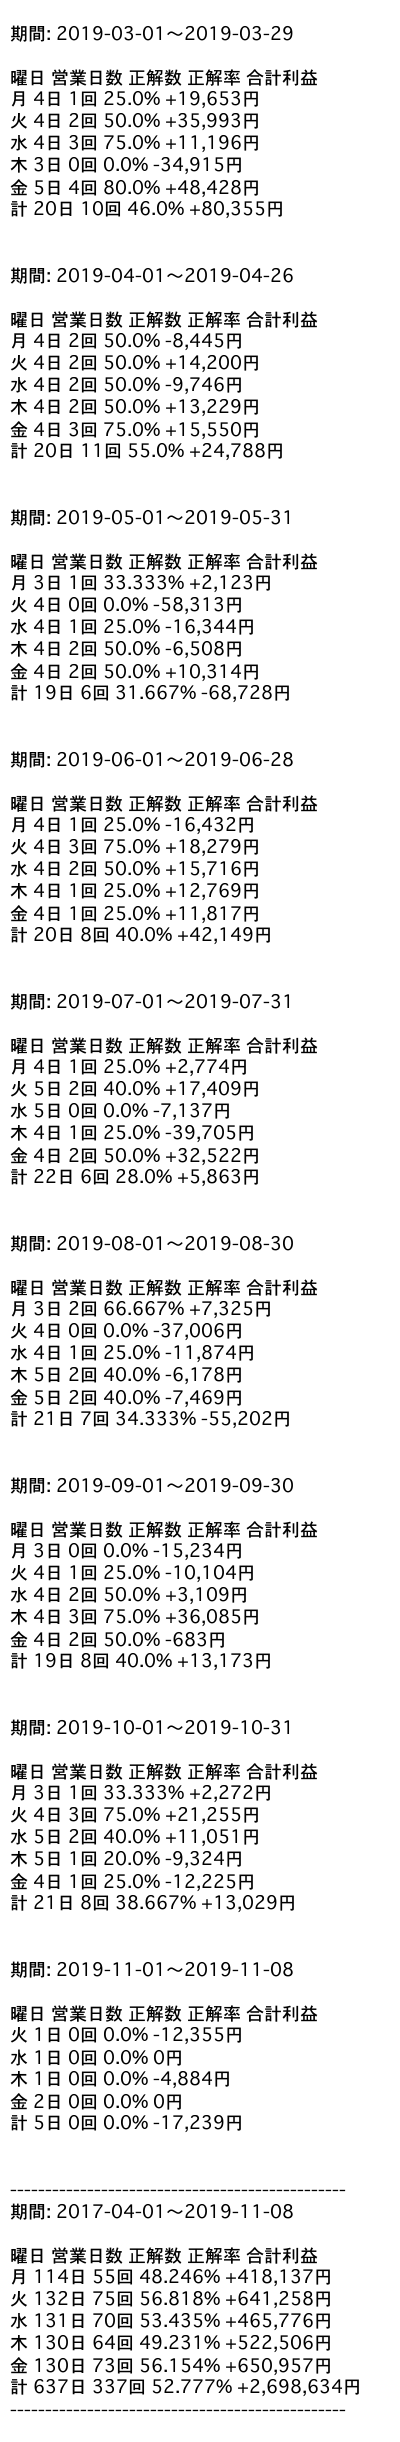 期間: 2019-03-01〜2019-03-29
曜日 営業日数 正解数 正解率 合計利益
月 4日 1回 25.0% +19,653円
火 4日 2回 50.0% +35,993円
水 4日 3回 75.0% +11,196円
木 3日 0回 0.0% -34,915円
金 5日 4回 80.0% +48,428円
計 20日 10回 46.0% +80,355円
期間: 2019-04-01〜2019-04-26
曜日 営業日数 正解数 正解率 合計利益
月 4日 2回 50.0% -8,445円
火 4日 2回 50.0% +14,200円
水 4日 2回 50.0% -9,746円
木 4日 2回 50.0% +13,229円
金 4日 3回 75.0% +15,550円
計 20日 11回 55.0% +24,788円
期間: 2019-05-01〜2019-05-31
曜日 営業日数 正解数 正解率 合計利益
月 3日 1回 33.333% +2,123円
火 4日 0回 0.0% -58,313円
水 4日 1回 25.0% -16,344円
木 4日 2回 50.0% -6,508円
金 4日 2回 50.0% +10,314円
計 19日 6回 31.667% -68,728円
期間: 2019-06-01〜2019-06-28
曜日 営業日数 正解数 正解率 合計利益
月 4日 1回 25.0% -16,432円
火 4日 3回 75.0% +18,279円
水 4日 2回 50.0% +15,716円
木 4日 1回 25.0% +12,769円
金 4日 1回 25.0% +11,817円
計 20日 8回 40.0% +42,149円
期間: 2019-07-01〜2019-07-31
曜日 営業日数 正解数 正解率 合計利益
月 4日 1回 25.0% +2,774円
火 5日 2回 40.0% +17,409円
水 5日 0回 0.0% -7,137円
木 4日 1回 25.0% -39,705円
金 4日 2回 50.0% +32,522円
計 22日 6回 28.0% +5,863円
期間: 2019-08-01〜2019-08-30
曜日 営業日数 正解数 正解率 合計利益
月 3日 2回 66.667% +7,325円
火 4日 0回 0.0% -37,006円
水 4日 1回 25.0% -11,874円
木 5日 2回 40.0% -6,178円
金 5日 2回 40.0% -7,469円
計 21日 7回 34.333% -55,202円
期間: 2019-09-01〜2019-09-30
曜日 営業日数 正解数 正解率 合計利益
月 3日 0回 0.0% -15,234円
火 4日 1回 25.0% -10,104円
水 4日 2回 50.0% +3,109円
木 4日 3回 75.0% +36,085円
金 4日 2回 50.0% -683円
計 19日 8回 40.0% +13,173円
期間: 2019-10-01〜2019-10-31
曜日 営業日数 正解数 正解率 合計利益
月 3日 1回 33.333% +2,272円
火 4日 3回 75.0% +21,255円
水 5日 2回 40.0% +11,051円
木 5日 1回 20.0% -9,324円
金 4日 1回 25.0% -12,225円
計 21日 8回 38.667% +13,029円
期間: 2019-11-01〜2019-11-08
曜日 営業日数 正解数 正解率 合計利益
火 1日 0回 0.0% -12,355円
水 1日 0回 0.0% 0円
木 1日 0回 0.0% -4,884円
金 2日 0回 0.0% 0円
計 5日 0回 0.0% -17,239円
------------------------------------------------
期間: 2017-04-01〜2019-11-08
曜日 営業日数 正解数 正解率 合計利益
月 114日 55回 48.246% +418,137円
火 132日 75回 56.818% +641,258円
水 131日 70回 53.435% +465,776円
木 130日 64回 49.231% +522,506円
金 130日 73回 56.154% +650,957円
計 637日 337回 52.777% +2,698,634円
------------------------------------------------